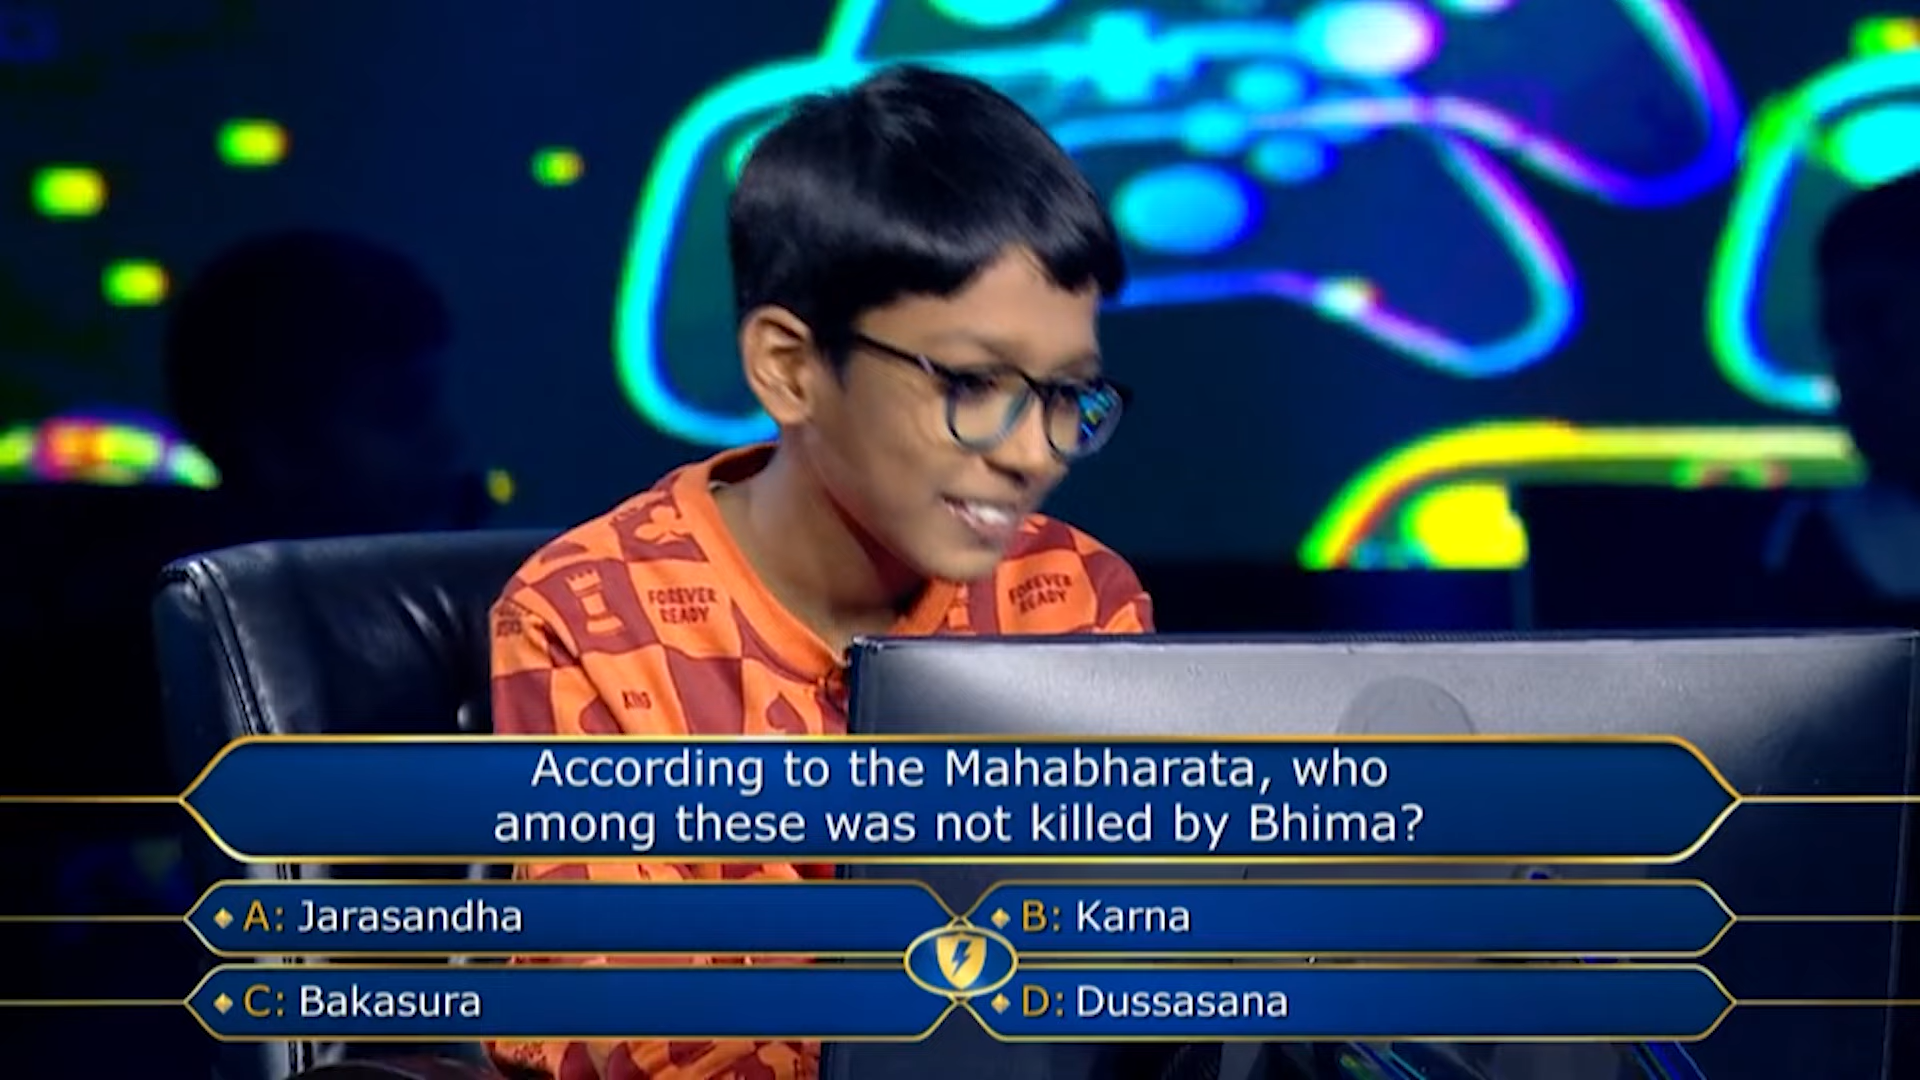 FOREVER
READY
FOREVER
READY
KING
According to the Mahabharata, who
among these was not killed by Bhima?
A: Jarasandha
B: Karna
C: Bakasura
D: Dussasana